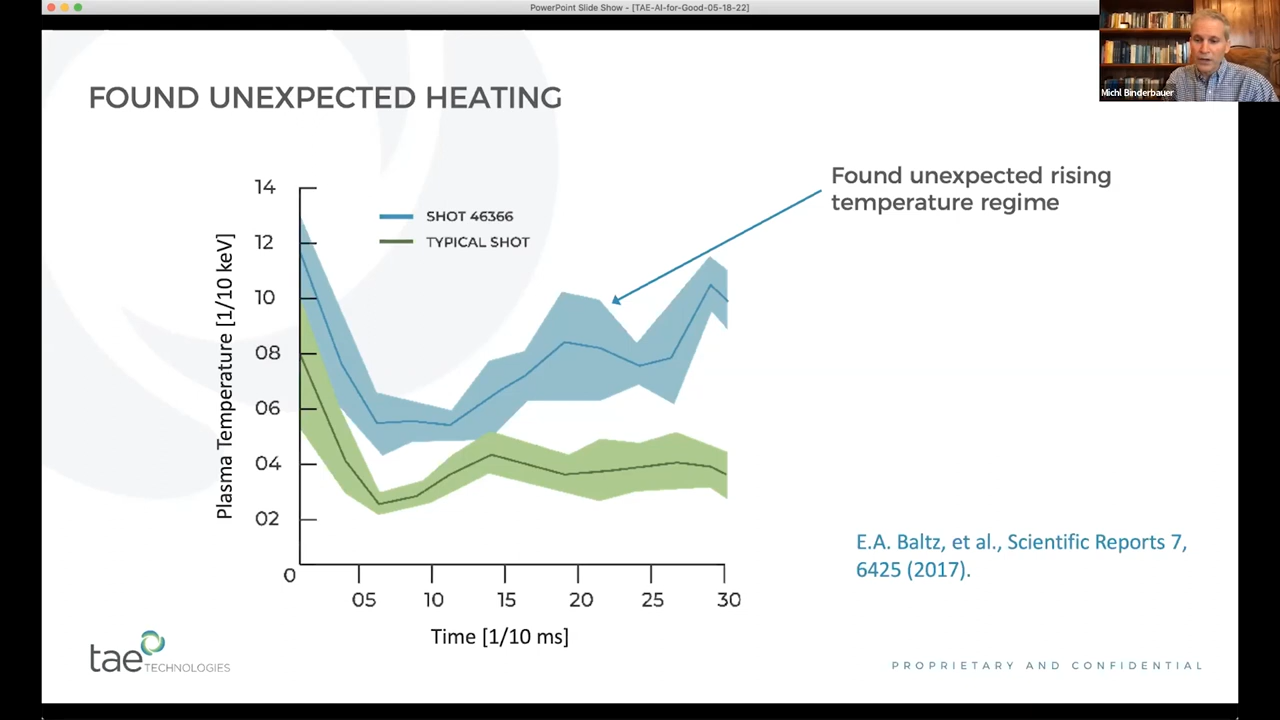 PowerPoint Slide Show - [TAE-AI-for-Good-05-18-22]
Michl Binderbauer
FOUND UNEXPECTED HEATING
Found unexpected rising
temperature regime
SHOT 46366
TYPICAL SHOT
Plasma Temperature [1/10 keV]
14
12
10
08
06
04
02
0
05 10 15 20 25 30
Time [1/10 ms]
E.A. Baltz, et al., Scientific Reports 7,
6425 (2017).
tae TECHNOLOGIES
PROPRIETARY AND CONFIDENTIAL